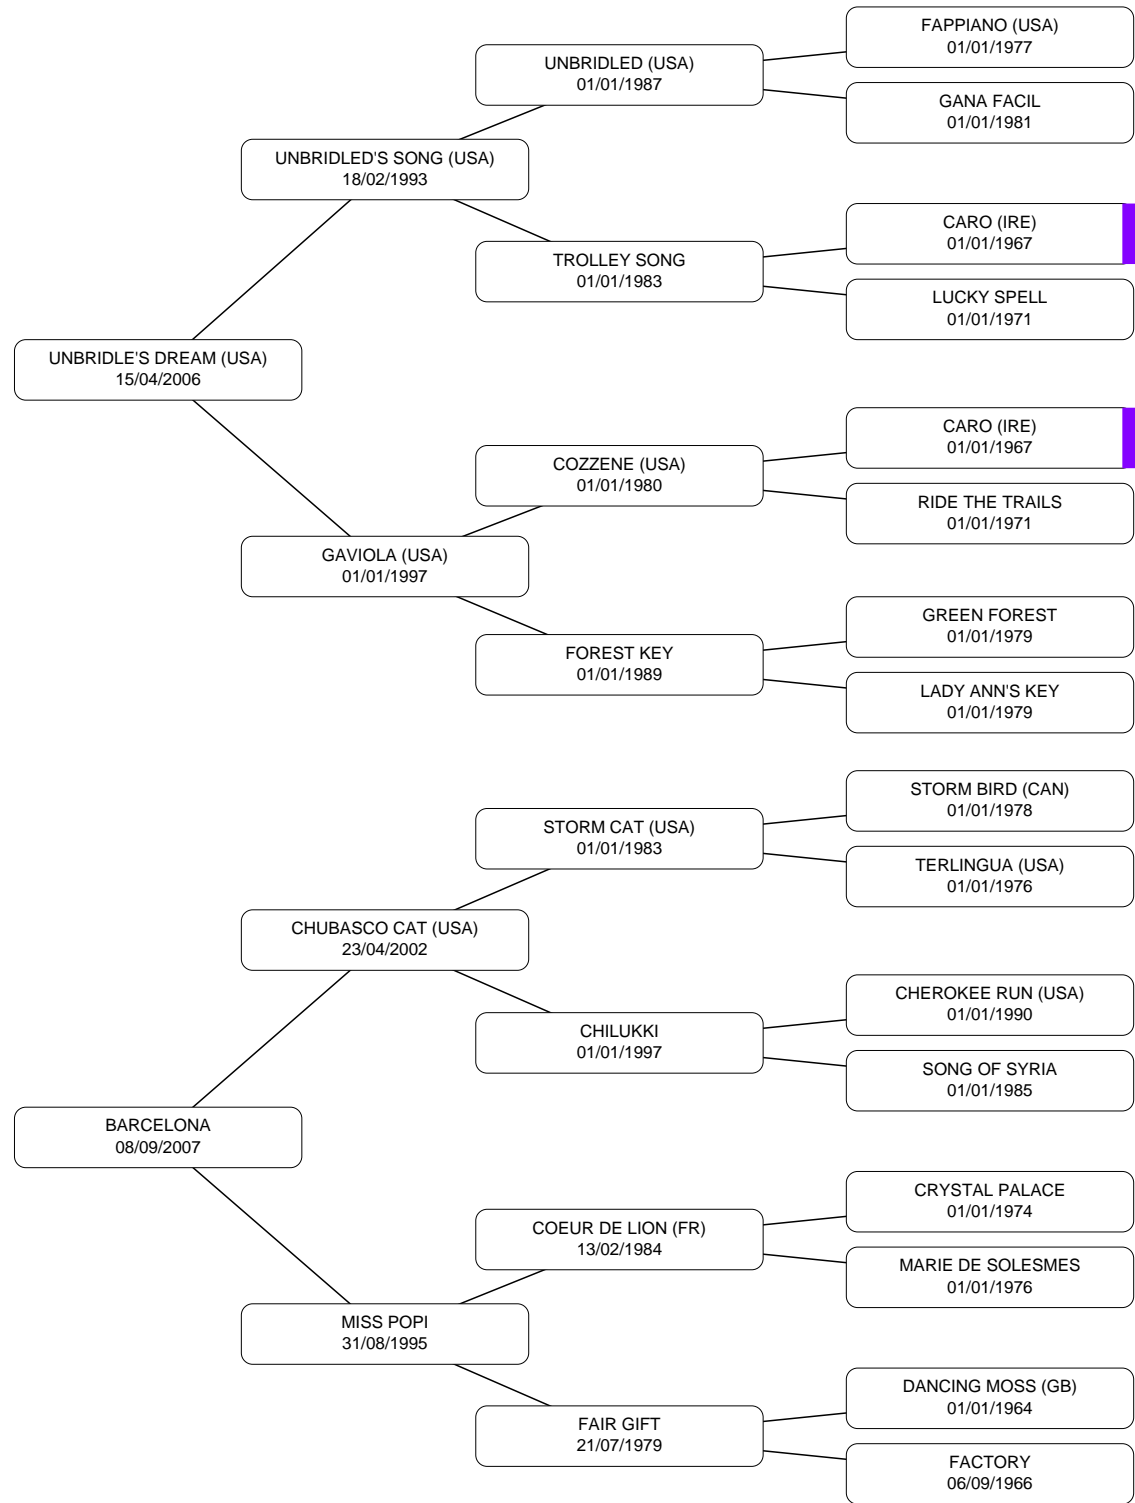 FAPPIANO (USA)
01/01/1977
UNBRIDLED (USA)
01/01/1987
GANA FACIL
01/01/1981
UNBRIDLED'S SONG (USA)
18/02/1993
CARO (IRE)
01/01/1967
TROLLEY SONG
01/01/1983
LUCKY SPELL
01/01/1971
UNBRIDLE'S DREAM (USA)
15/04/2006
CARO (IRE)
01/01/1967
COZZENE (USA)
01/01/1980
RIDE THE TRAILS
01/01/1971
GAVIOLA (USA)
01/01/1997
GREEN FOREST
01/01/1979
FOREST KEY
01/01/1989
LADY ANN'S KEY
01/01/1979
STORM BIRD (CAN)
01/01/1978
STORM CAT (USA)
01/01/1983
TERLINGUA (USA)
01/01/1976
CHUBASCO CAT (USA)
23/04/2002
CHEROKEE RUN (USA)
01/01/1990
CHILUKKI
01/01/1997
SONG OF SYRIA
01/01/1985
BARCELONA
08/09/2007
CRYSTAL PALACE
01/01/1974
COEUR DE LION (FR)
13/02/1984
MARIE DE SOLESMES
01/01/1976
MISS POPI
31/08/1995
DANCING MOSS (GB)
01/01/1964
FAIR GIFT
21/07/1979
FACTORY
06/09/1966